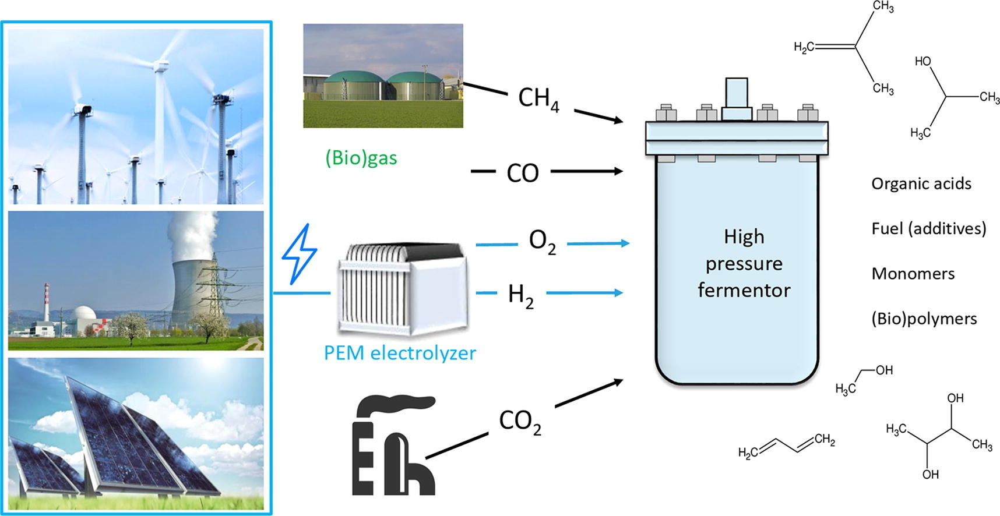 CH₃
H₂C
CH₃
HO
CH₃
H₃C
CH₄
(Bio)gas
CO
O₂
H₂
PEM electrolyzer
CO₂
High
pressure
fermentor
Organic acids
Fuel (additives)
Monomers
(Bio)polymers
OH
H₃C
OH
H₃C
CH₃
OH
H₂C
CH₂